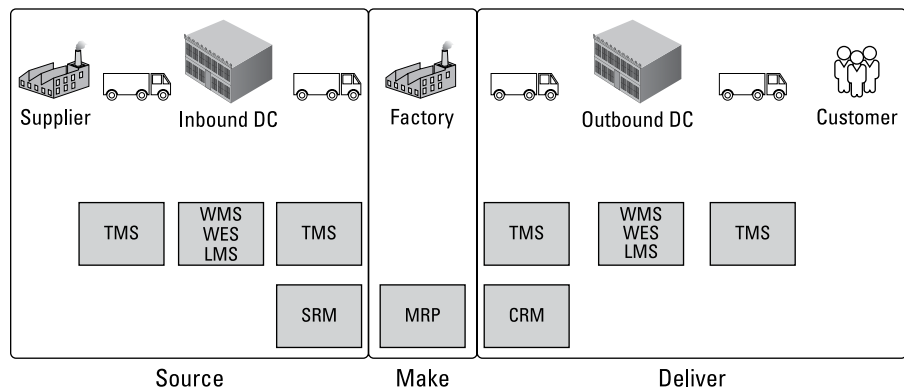 Supplier
Inbound DC
Factory
Outbound DC
Customer
TMS
WMS
WES
LMS
TMS
TMS
WMS
WES
LMS
TMS
SRM
MRP
CRM
Source
Make
Deliver